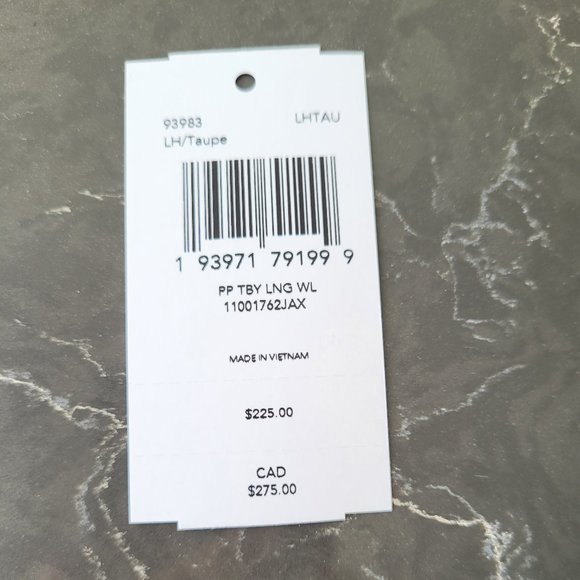 93983 LHTAU
LH/Taupe
1 93971 79199 9
PP TBY LNG WL
11001762JAX
MADE IN VIETNAM
$225.00
CAD
$275.00